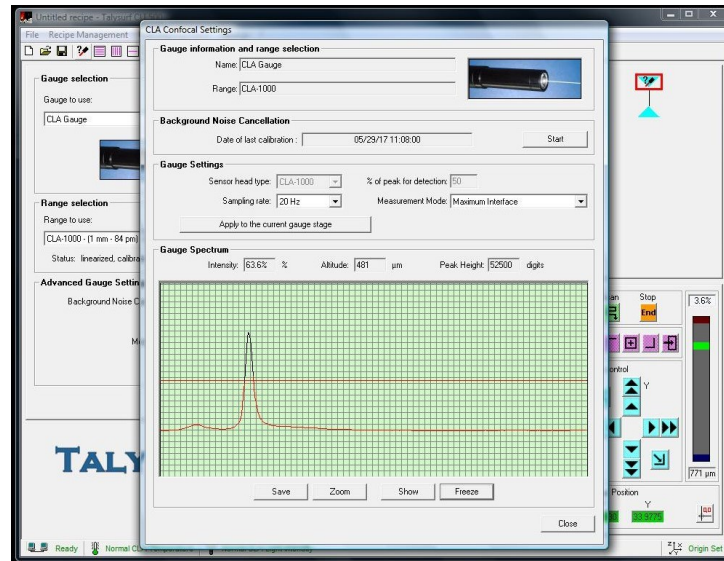 Untitled recipe - Talysurf
File Recipe Management
Gauge selection
Gauge to use:
CLA Gauge
Range selection
Range to use:
CLA-1000 - (1 mm - 84 pm)
Status: linearized, calibra
Advanced Gauge Settin
Background Noise C
M
TALY
Ready
Normal CL
CLA Confocal Settings
Gauge information and range selection
Name: CLA Gauge
Range: CLA-1000
Background Noise Cancellation
Date of last calibration : 05/29/17 11:08:00 Start
Gauge Settings
Sensor head type: CLA-1000 % of peak for detection: 50
Sampling rate: 20 Hz Measurement Mode: Maximum Interface
Apply to the current gauge stage
Gauge Spectrum
Intensity: 63.6% % Altitude: 481 µm Peak Height: 52500 digits
Save Zoom Show Freeze
Close
an Stop
End
3.6%
ontrol
Y
771 µm
Position
Y
33.9775
Origin Set